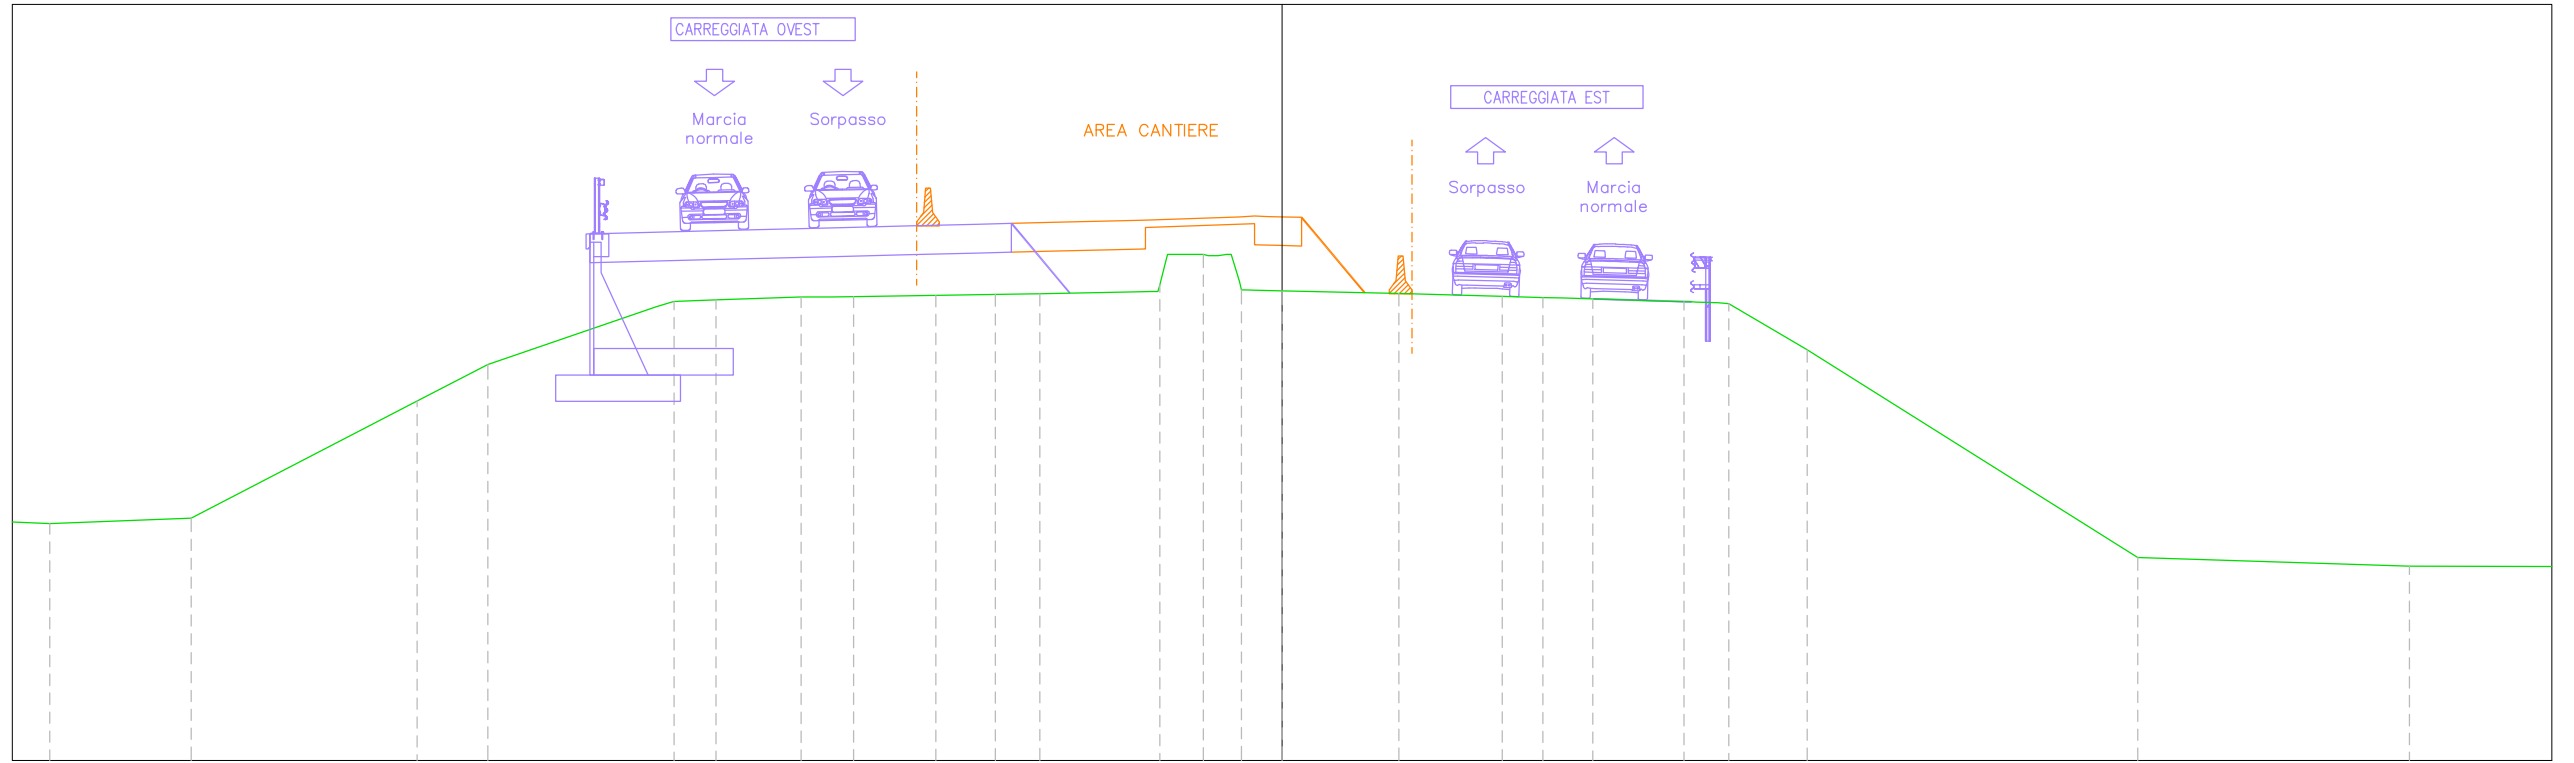 CARREGGIATA OVEST
Marcia
normale
Sorpasso
AREA CANTIERE
CARREGGIATA EST
Sorpasso
Marcia
normale